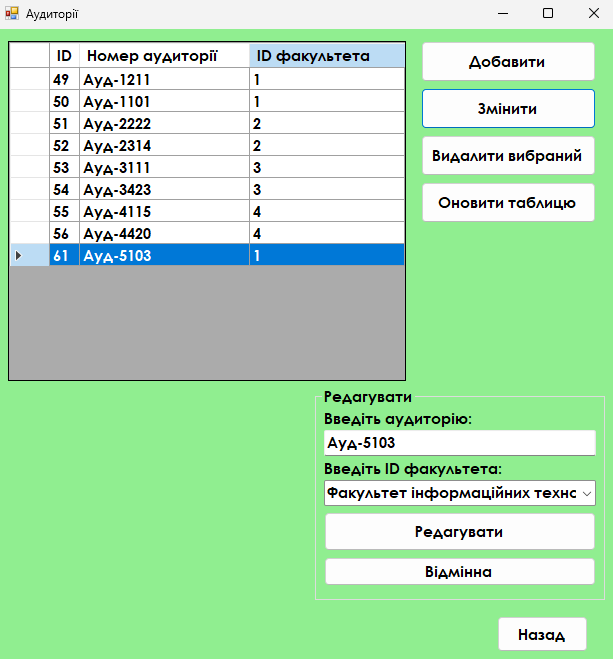 Аудиторії
ID Номер аудиторії ID факультета
49 Ауд-1211 1
50 Ауд-1101 1
51 Ауд-2222 2
52 Ауд-2314 2
53 Ауд-3111 3
54 Ауд-3423 3
55 Ауд-4115 4
56 Ауд-4420 4
61 Ауд-5103 1
Добавити
Змінити
Видалити вибраний
Оновити таблицю
Редагувати
Введіть аудиторію:
Ауд-5103
Введіть ID факультета:
Факультет інформаційних техно
Редагувати
Відмінна
Назад